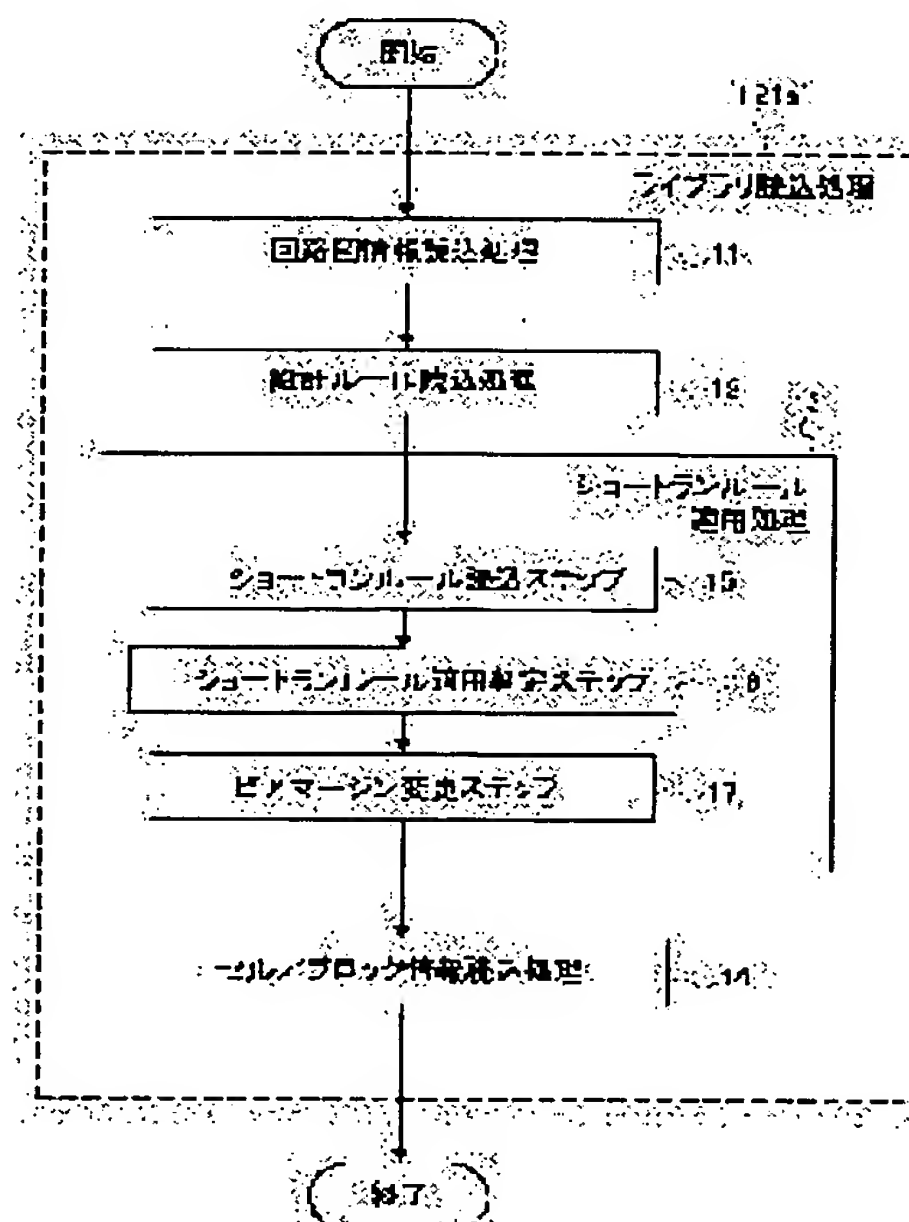 開始
121a
ライブラリ読込処理
回路図情報読込処理
11
設計ルール読込処理
12
ショートランルール
適用処理
ショートランルール読込ステップ
15
ショートランルール適用判定ステップ
ビアマージン変更ステップ
17
セル/ブロック情報読込処理
14
終了